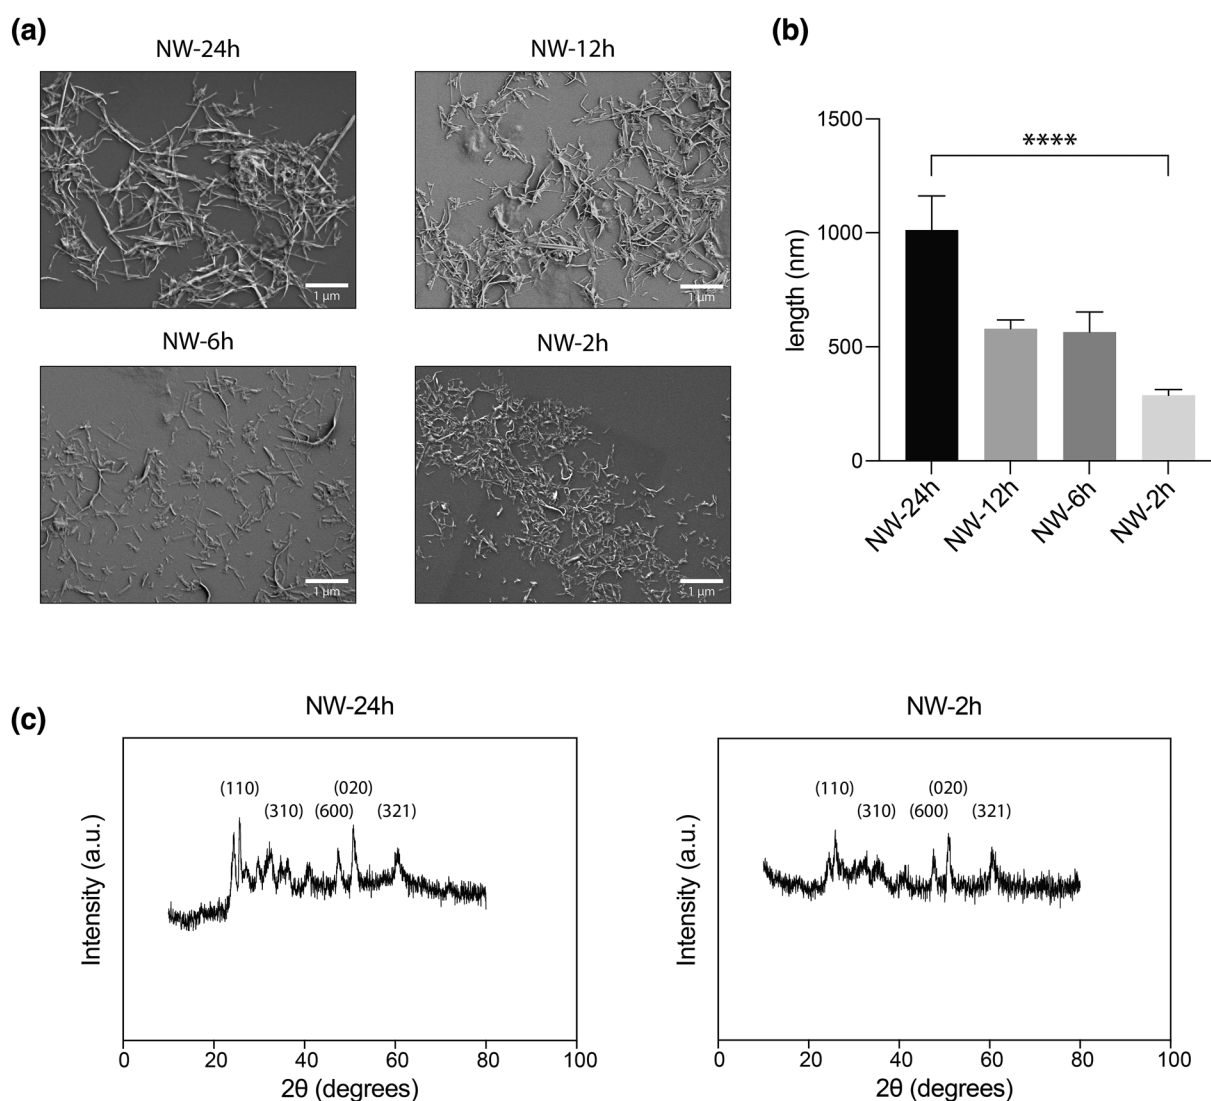 (a)
NW-24h
NW-12h
1 μm
1 μm
NW-6h
NW-2h
1 μm
1 μm
(b)
1500
1000
500
0
length (nm)
****
NW-24h
NW-12h
NW-6h
NW-2h
(c)
NW-24h
(110)
(310)
(600)
(020)
(321)
Intensity (a.u.)
0 20 40 60 80 100
2θ (degrees)
NW-2h
(110)
(310)
(600)
(020)
(321)
Intensity (a.u.)
0 20 40 60 80 100
2θ (degrees)